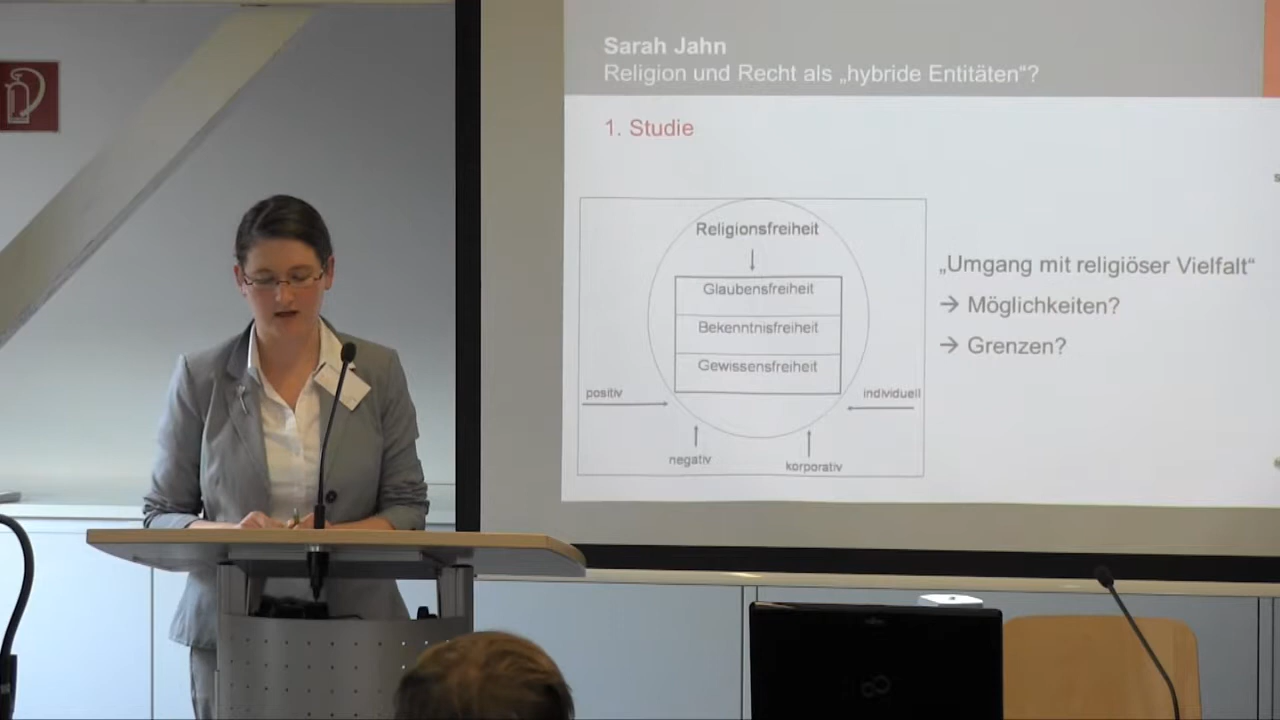 Sarah Jahn
Religion und Recht als „hybride Entitäten“?
1. Studie
Religionsfreiheit
Glaubensfreiheit
Bekenntnisfreiheit
Gewissensfreiheit
positiv
individuell
negativ
korporativ
„Umgang mit religiöser Vielfalt“
→ Möglichkeiten?
→ Grenzen?